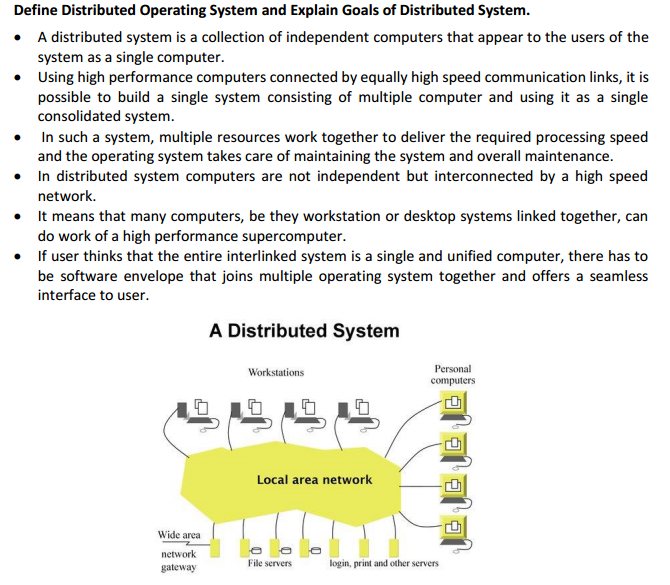 Define Distributed Operating System and Explain Goals of Distributed System.
• A distributed system is a collection of independent computers that appear to the users of the
system as a single computer.
• Using high performance computers connected by equally high speed communication links, it is
possible to build a single system consisting of multiple computer and using it as a single
consolidated system.
• In such a system, multiple resources work together to deliver the required processing speed
and the operating system takes care of maintaining the system and overall maintenance.
• In distributed system computers are not independent but interconnected by a high speed
network.
• It means that many computers, be they workstation or desktop systems linked together, can
do work of a high performance supercomputer.
• If user thinks that the entire interlinked system is a single and unified computer, there has to
be software envelope that joins multiple operating system together and offers a seamless
interface to user.
A Distributed System
Workstations
Personal
computers
Local area network
Wide area
network
gateway
File servers
login, print and other servers